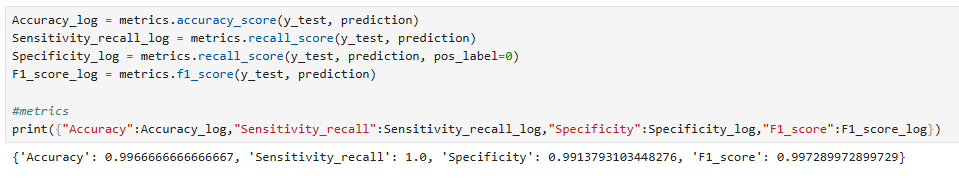 Accuracy_log = metrics.accuracy_score(y_test, prediction)
Sensitivity_recall_log = metrics.recall_score(y_test, prediction)
Specificity_log = metrics.recall_score(y_test, prediction, pos_label=0)
F1_score_log = metrics.f1_score(y_test, prediction)
#metrics
print({"Accuracy":Accuracy_log,"Sensitivity_recall":Sensitivity_recall_log,"Specificity":Specificity_log,"F1_score":F1_score_log})
{'Accuracy': 0.9966666666666667, 'Sensitivity_recall': 1.0, 'Specificity': 0.9913793103448276, 'F1_score': 0.997289972899729}